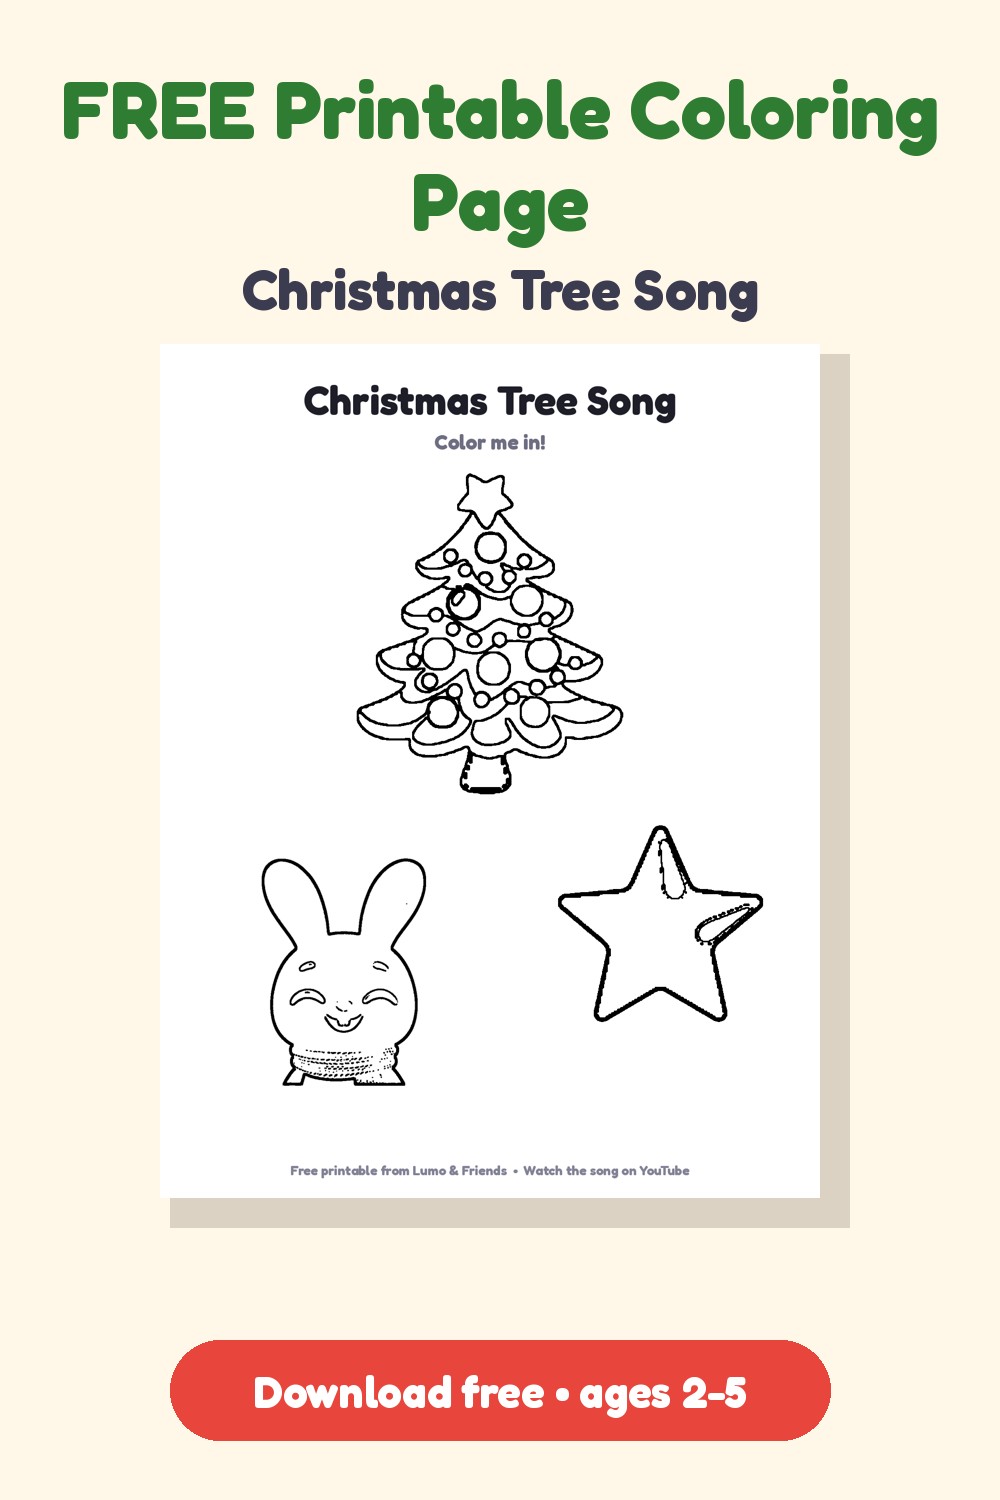 FREE Printable Coloring
Page
Christmas Tree Song
Christmas Tree Song
Color me in!
Free printable from Lumo & Friends • Watch the song on YouTube
Download free • ages 2-5